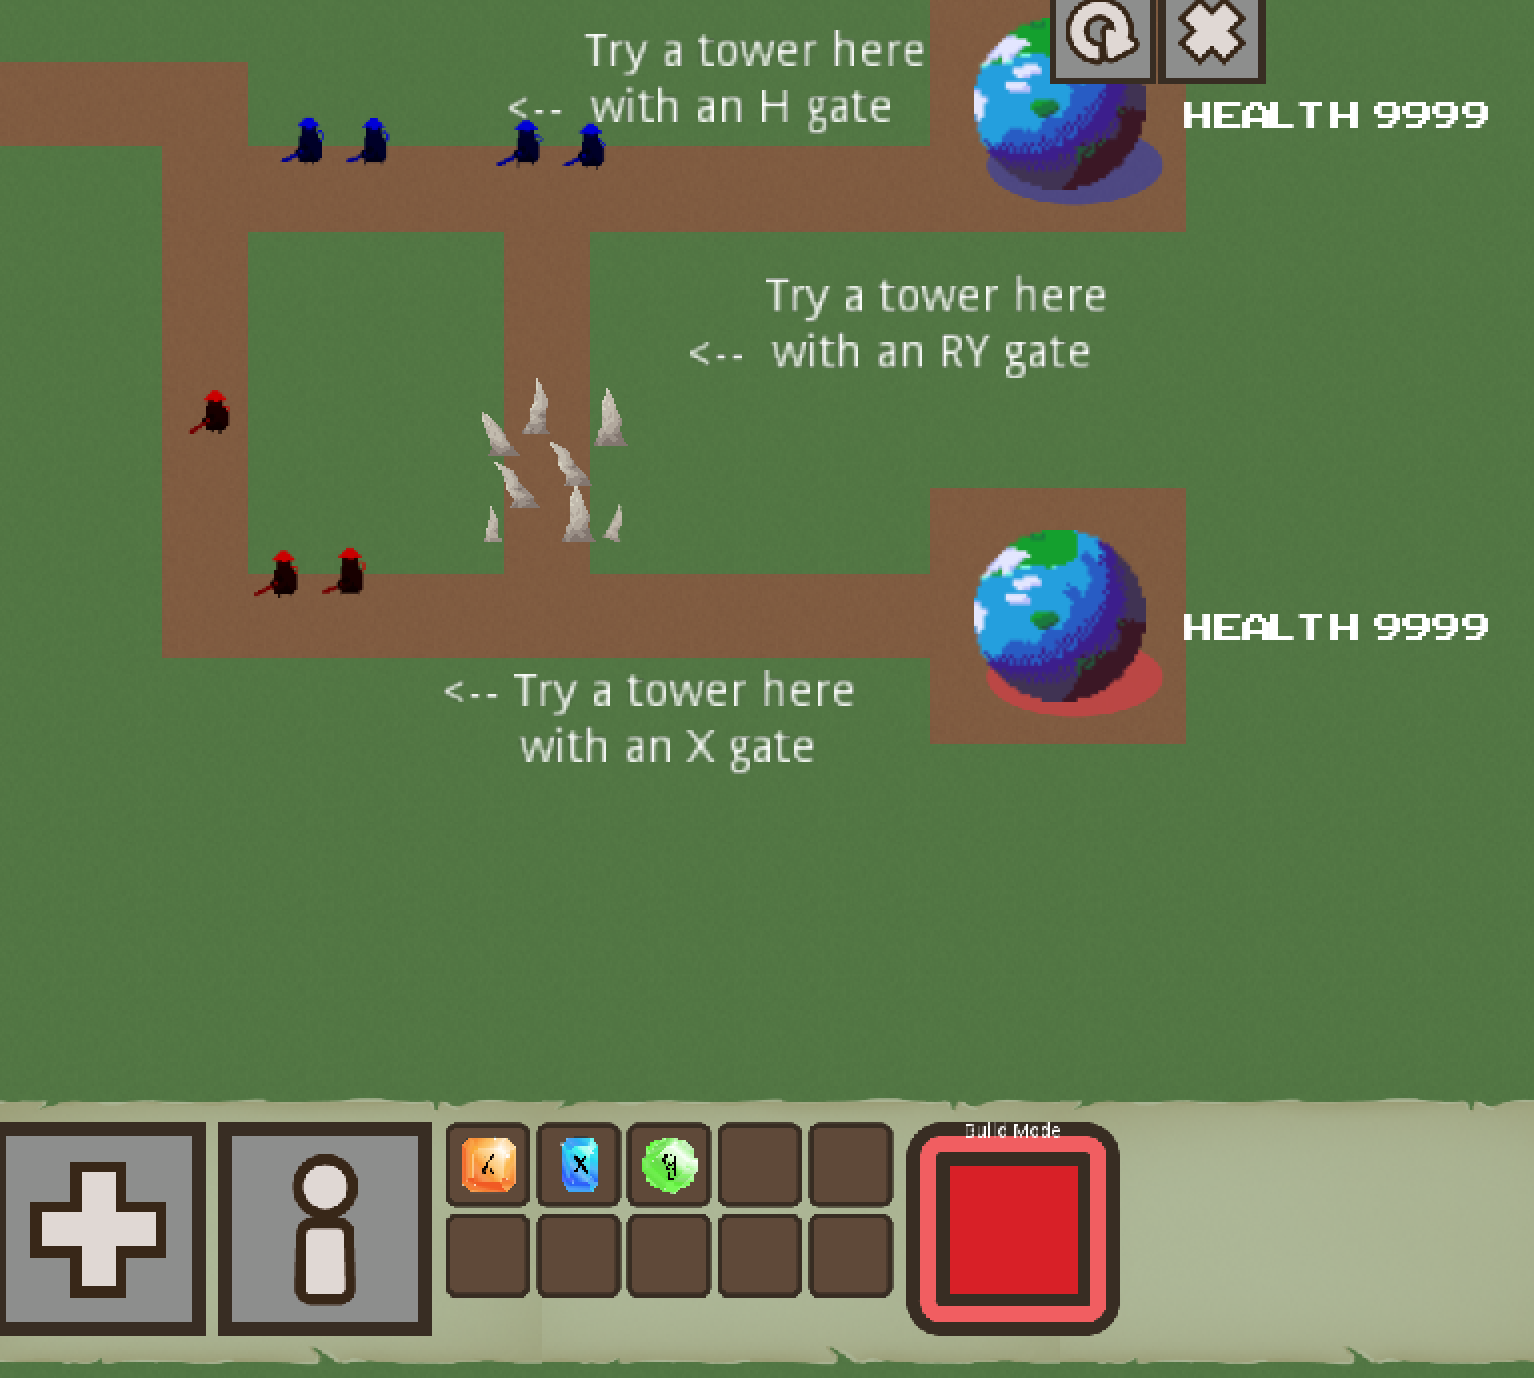 Try a tower here
<-- with an H gate
HEALTH 9999
Try a tower here
<-- with an RY gate
HEALTH 9999
<-- Try a tower here
with an X gate
Build Mode
X